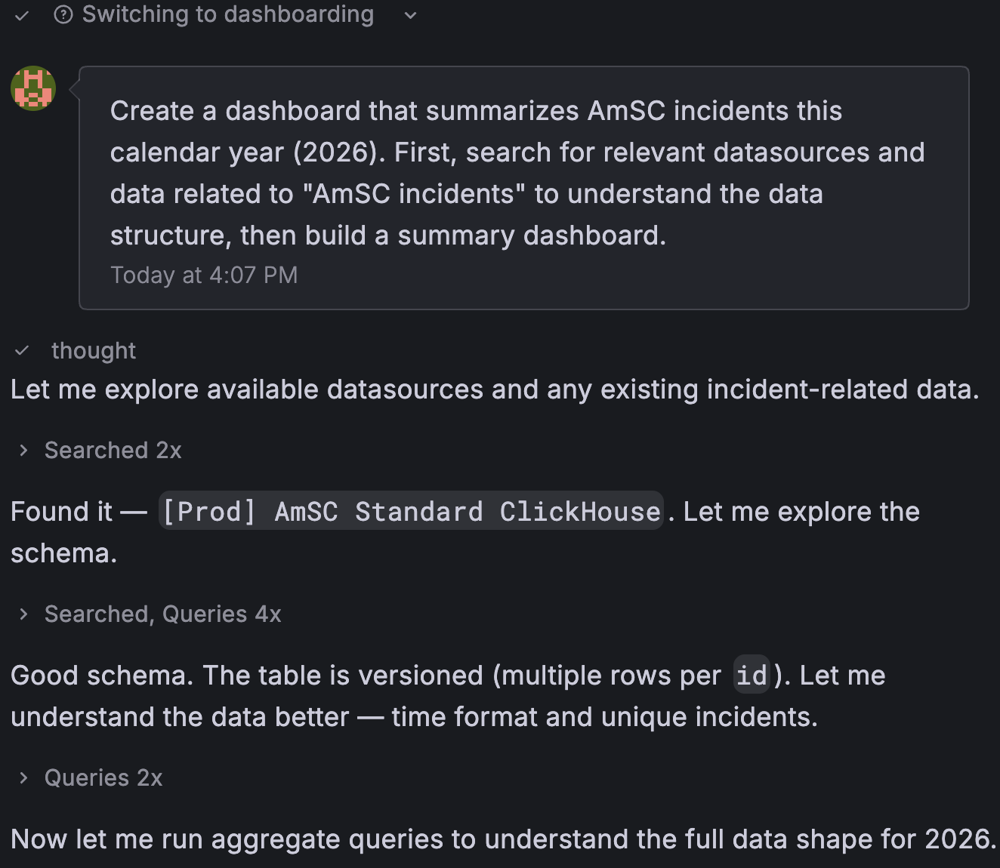 Switching to dashboarding
Create a dashboard that summarizes AmSC incidents this
calendar year (2026). First, search for relevant datasources and
data related to "AmSC incidents" to understand the data
structure, then build a summary dashboard.
Today at 4:07 PM
thought
Let me explore available datasources and any existing incident-related data.
Searched 2x
Found it — [Prod] AmSC Standard ClickHouse. Let me explore the
schema.
Searched, Queries 4x
Good schema. The table is versioned (multiple rows per id). Let me
understand the data better — time format and unique incidents.
Queries 2x
Now let me run aggregate queries to understand the full data shape for 2026.